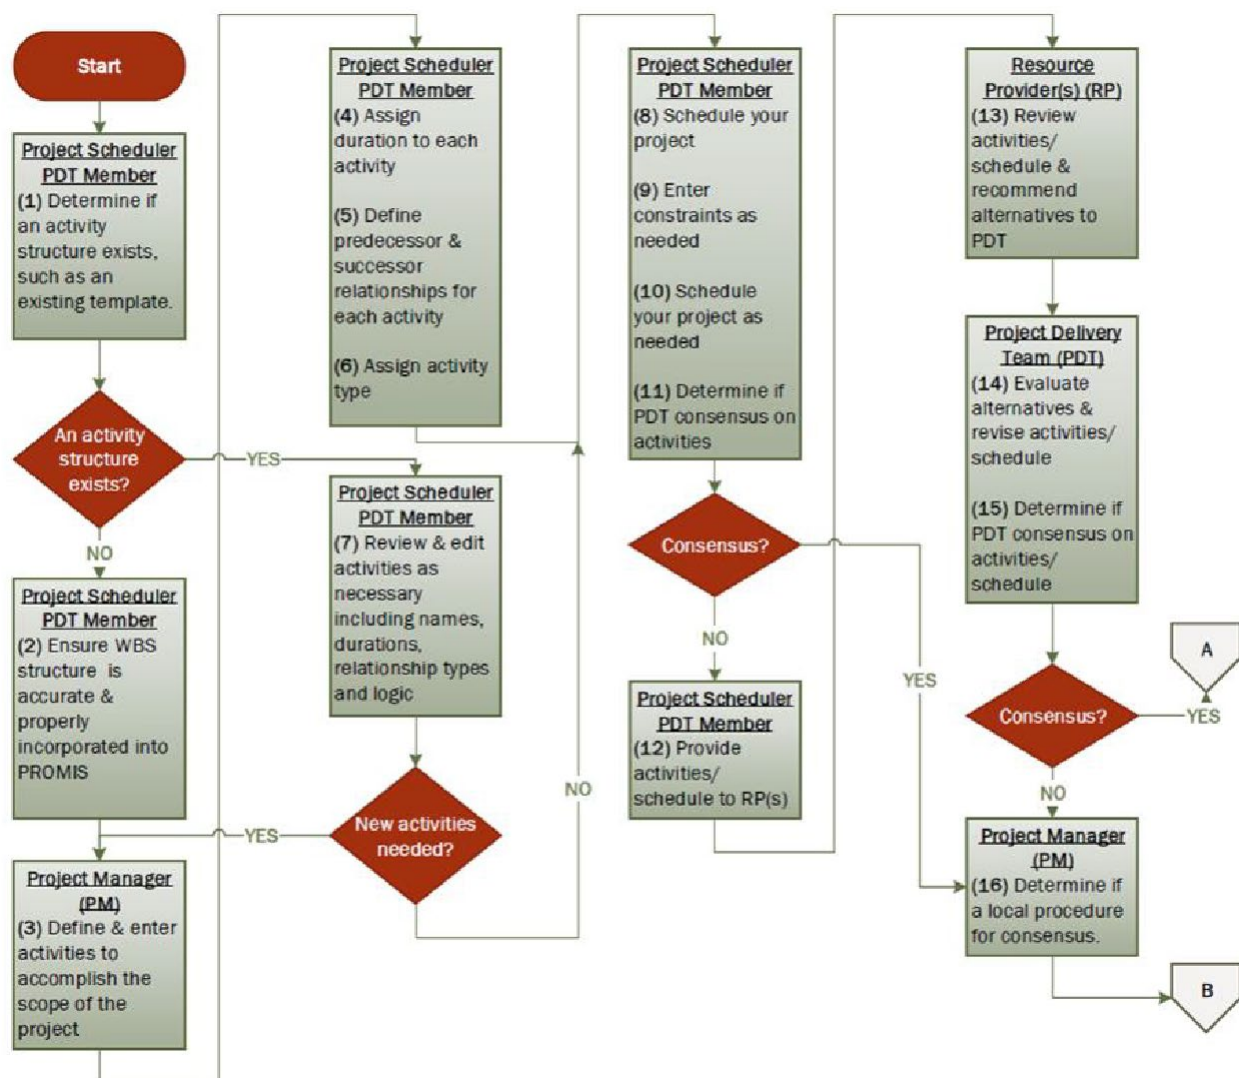 Start
Project Scheduler
PDT Member
(1) Determine if
an activity
structure exists,
such as an
existing template.
An activity
structure
exists?
YES
NO
Project Scheduler
PDT Member
(2) Ensure WBS
structure is
accurate &
properly
incorporated into
PROMIS
Project Manager
(PM)
(3) Define & enter
activities to
accomplish the
scope of the
project
Project Scheduler
PDT Member
(4) Assign
duration to each
activity
(5) Define
predecessor &
successor
relationships for
each activity
(6) Assign activity
type
Project Scheduler
PDT Member
(7) Review & edit
activities as
necessary
including names,
durations,
relationship types
and logic
New activities
needed?
YES
NO
Project Scheduler
PDT Member
(8) Schedule your
project
(9) Enter
constraints as
needed
(10) Schedule
your project as
needed
(11) Determine if
PDT consensus on
activities
Consensus?
NO
YES
Project Scheduler
PDT Member
(12) Provide
activities/
schedule to RP(s)
Resource
Provider(s) (RP)
(13) Review
activities/
schedule &
recommend
alternatives to
PDT
Project Delivery
Team (PDT)
(14) Evaluate
alternatives &
revise activities/
schedule
(15) Determine if
PDT consensus on
activities/
schedule
Consensus?
YES
A
NO
Project Manager
(PM)
(16) Determine if
a local procedure
for consensus.
B